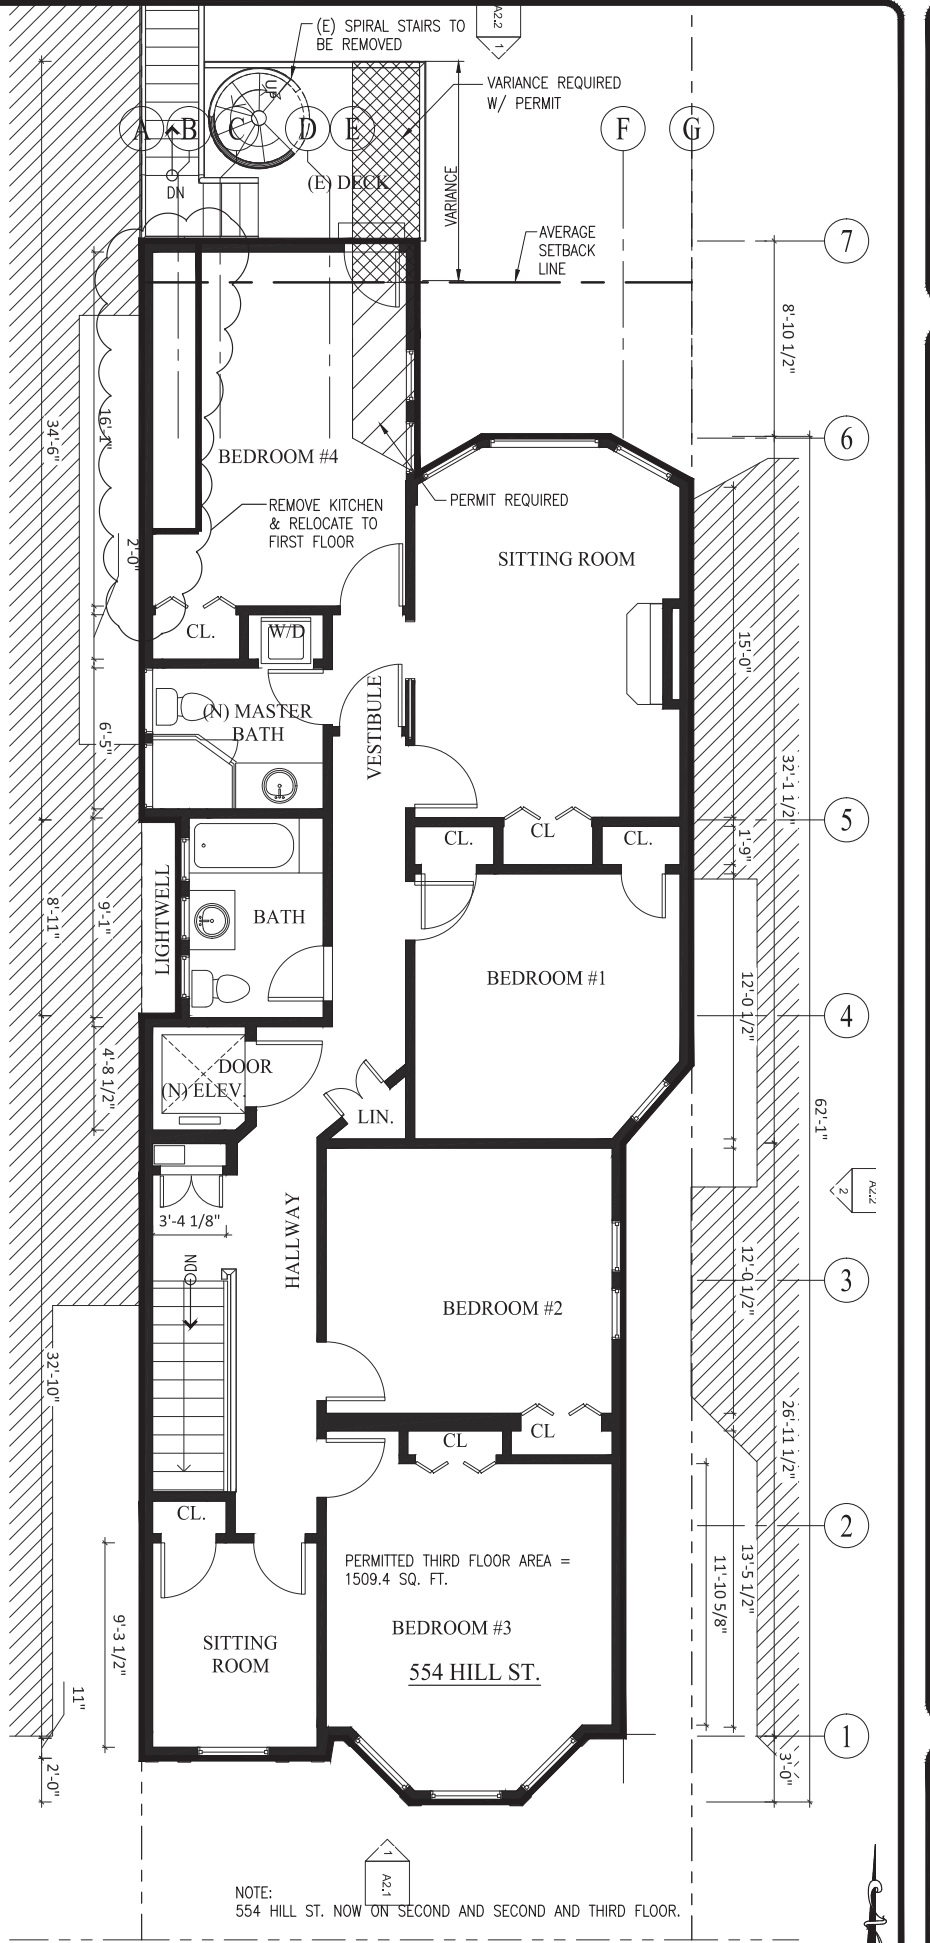 (E) SPIRAL STAIRS TO
BE REMOVED
A2.2
1
VARIANCE REQUIRED
W/ PERMIT
UP
A
B
C
D
E
F
G
DN
(E) DECK
VARIANCE
AVERAGE
SETBACK
LINE
7
8'-10 1/2"
34'-6"
16'-1"
6
BEDROOM #4
PERMIT REQUIRED
REMOVE KITCHEN
& RELOCATE TO
FIRST FLOOR
2'-0"
SITTING ROOM
CL.
W/D
15'-0"
(N) MASTER
BATH
VESTIBULE
6'-5"
32'-1 1/2"
5
CL.
CL
CL.
1'-9"
LIGHTWELL
8'-11"
9'-1"
BATH
BEDROOM #1
12'-0 1/2"
4
4'-8 1/2"
DOOR
(N) ELEV.
LIN.
62'-1"
A2.2
2
3'-4 1/8"
HALLWAY
DN
12'-0 1/2"
3
BEDROOM #2
32'-10"
26'-11 1/2"
CL
CL
CL.
2
PERMITTED THIRD FLOOR AREA =
1509.4 SQ. FT.
13'-5 1/2"
11'-10 5/8"
9'-3 1/2"
BEDROOM #3
SITTING
ROOM
554 HILL ST.
11"
1
2'-0"
3'-0"
1
A2.1
NOTE:
554 HILL ST. NOW ON SECOND AND SECOND AND THIRD FLOOR.